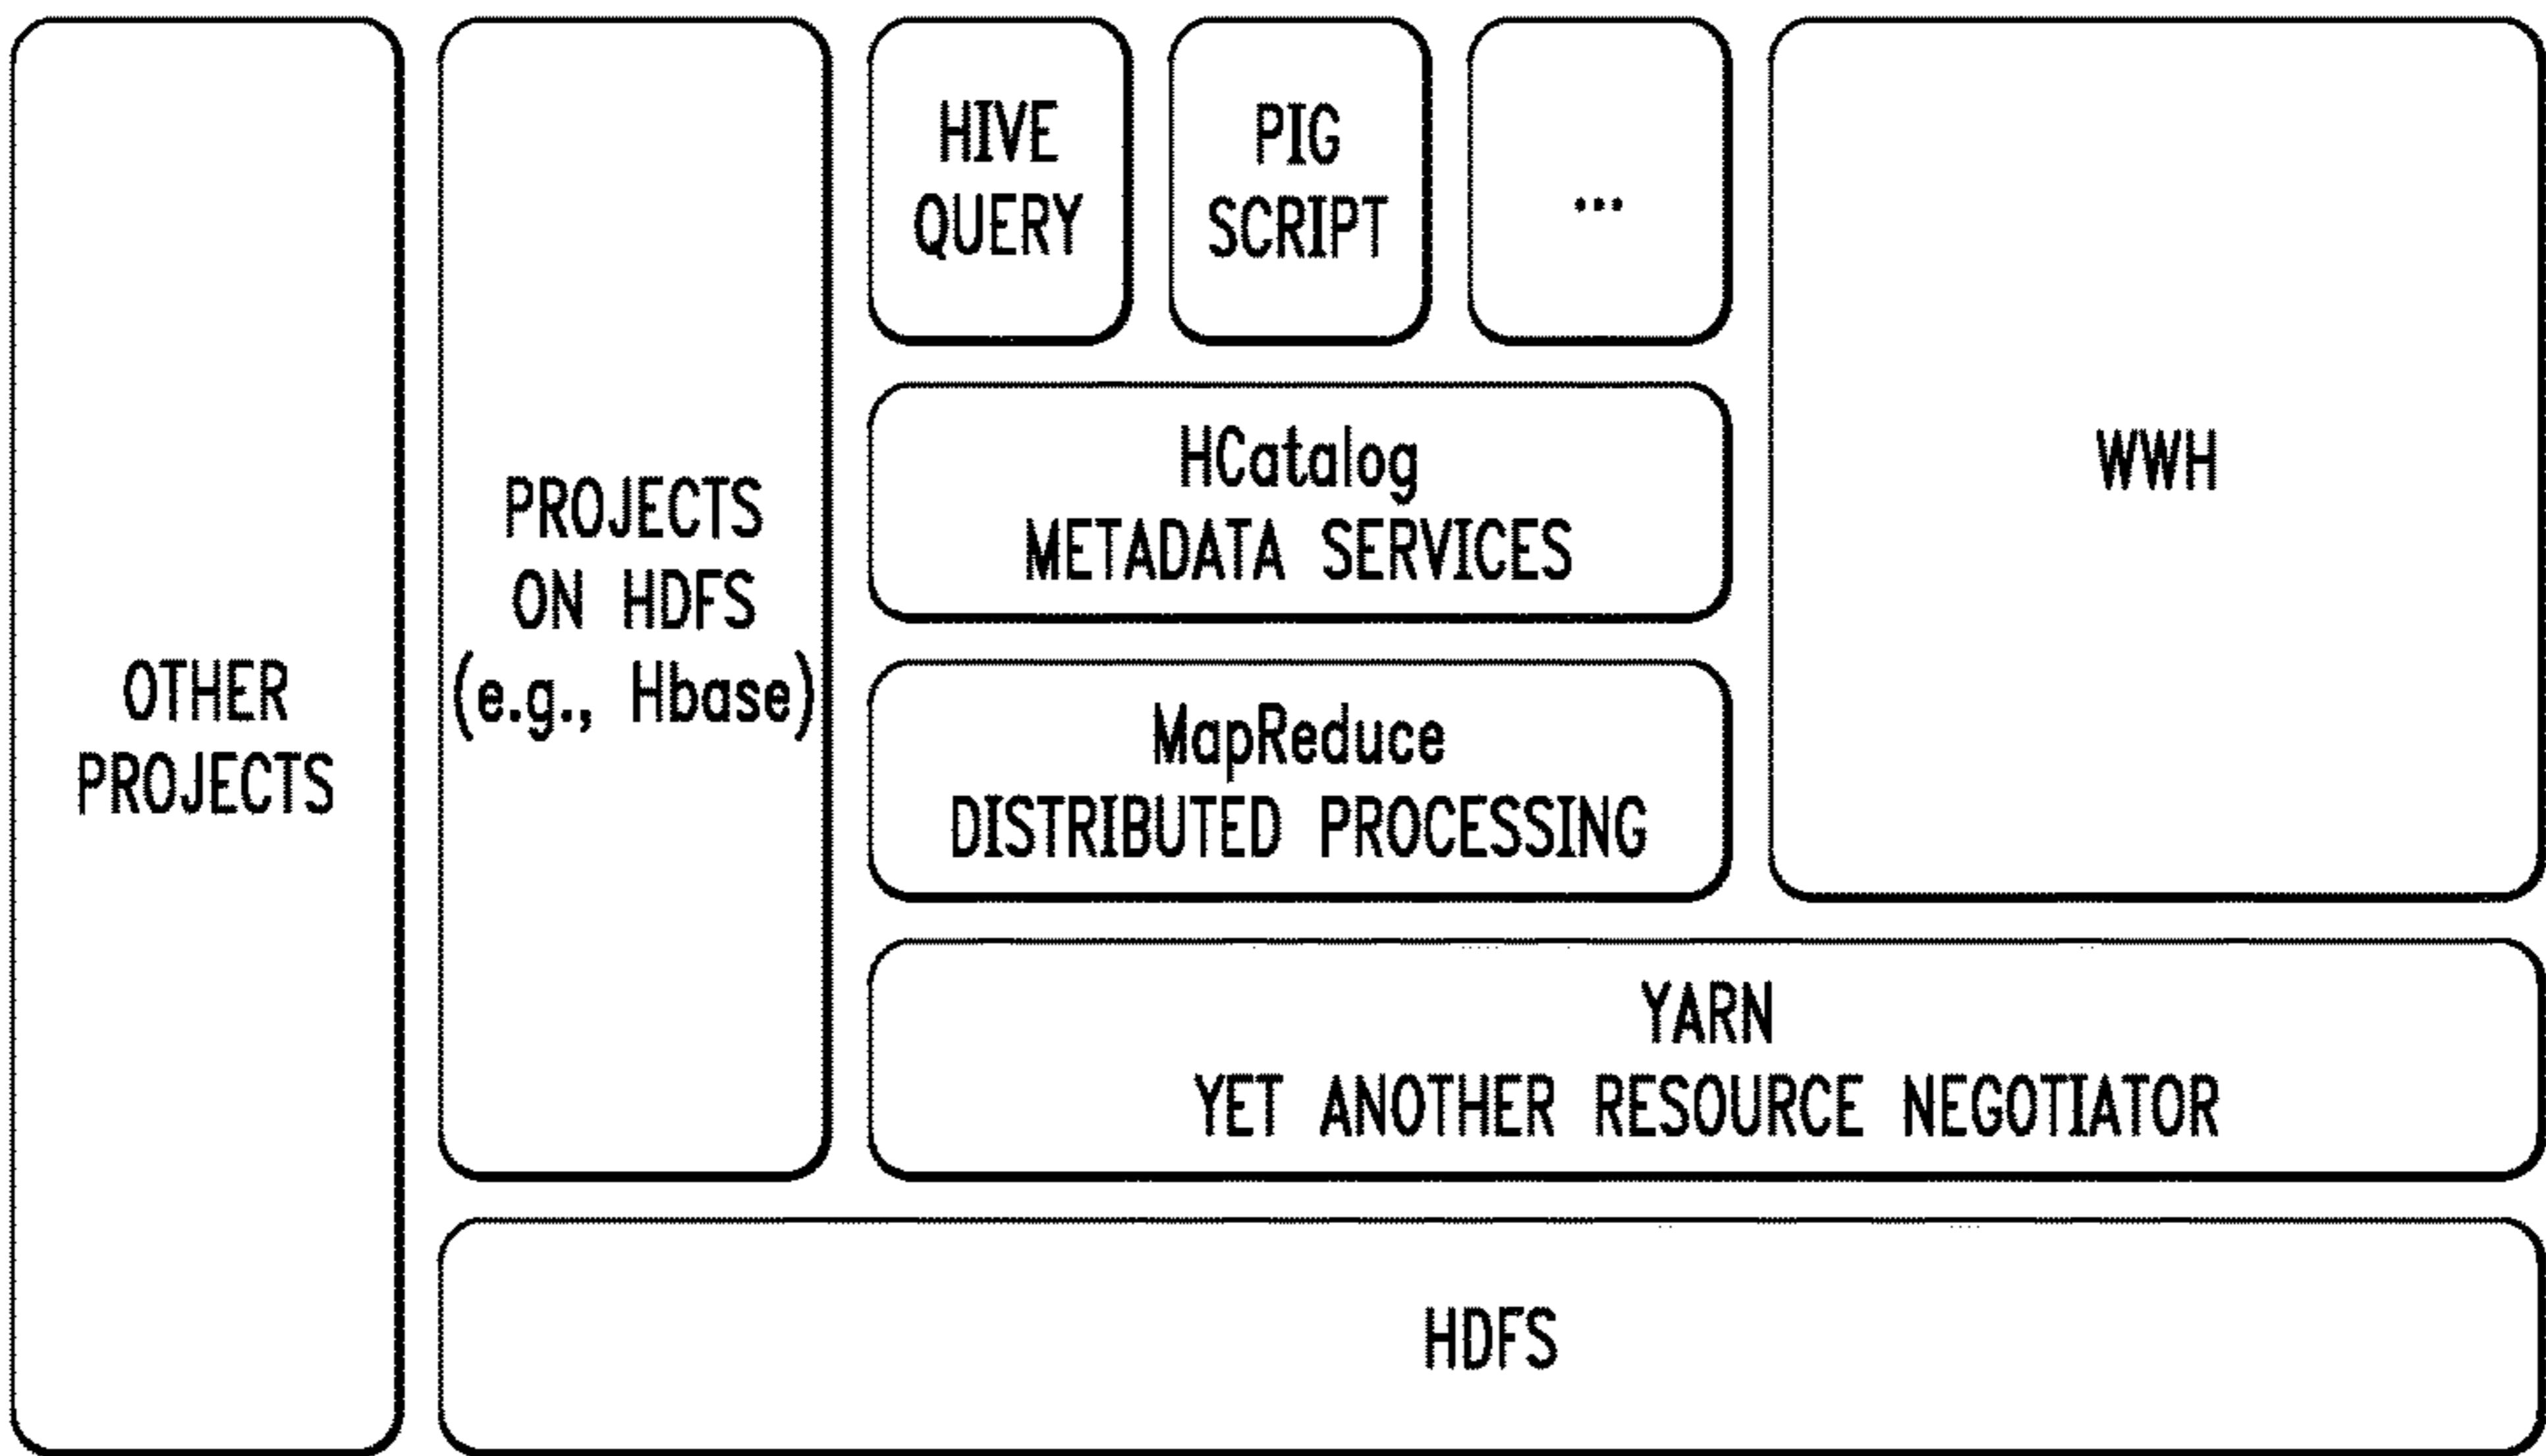 OTHER
PROJECTS
PROJECTS
ON HDFS
(e.g., Hbase)
HIVE
QUERY
PIG
SCRIPT
...
HCatalog
METADATA SERVICES
MapReduce
DISTRIBUTED PROCESSING
WWH
YARN
YET ANOTHER RESOURCE NEGOTIATOR
HDFS